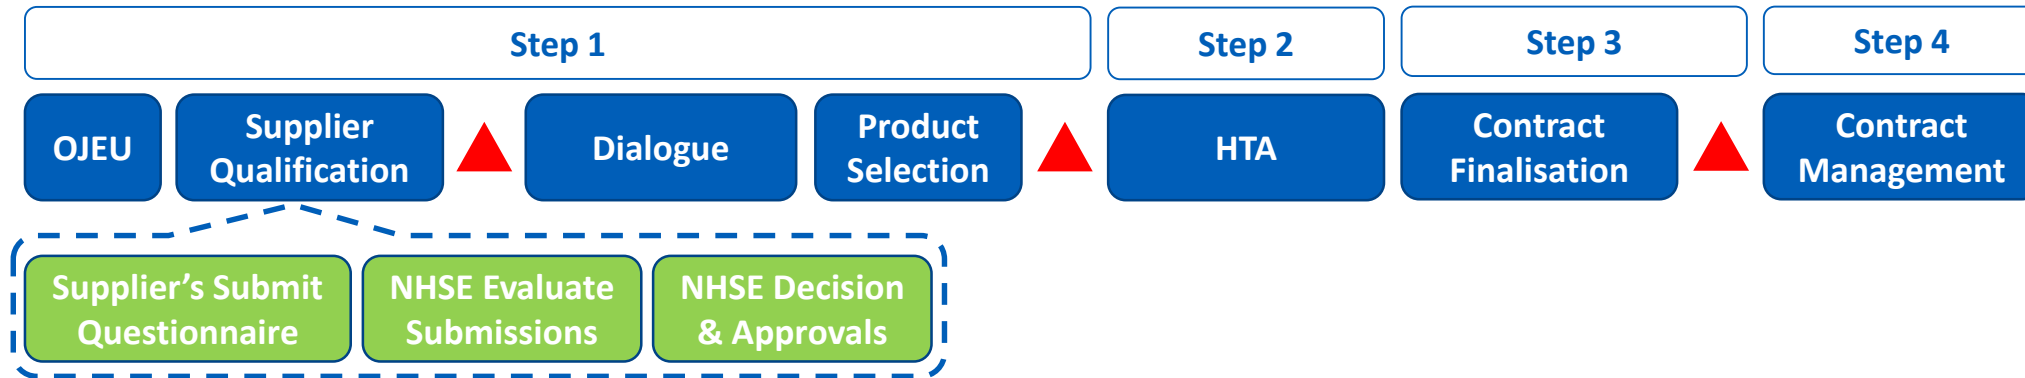 Step 1
Step 2
Step 3
Step 4
OJEU
Supplier
Qualification
Dialogue
Product
Selection
HTA
Contract
Finalisation
Contract
Management
Supplier's Submit
Questionnaire
NHSE Evaluate
Submissions
NHSE Decision
& Approvals